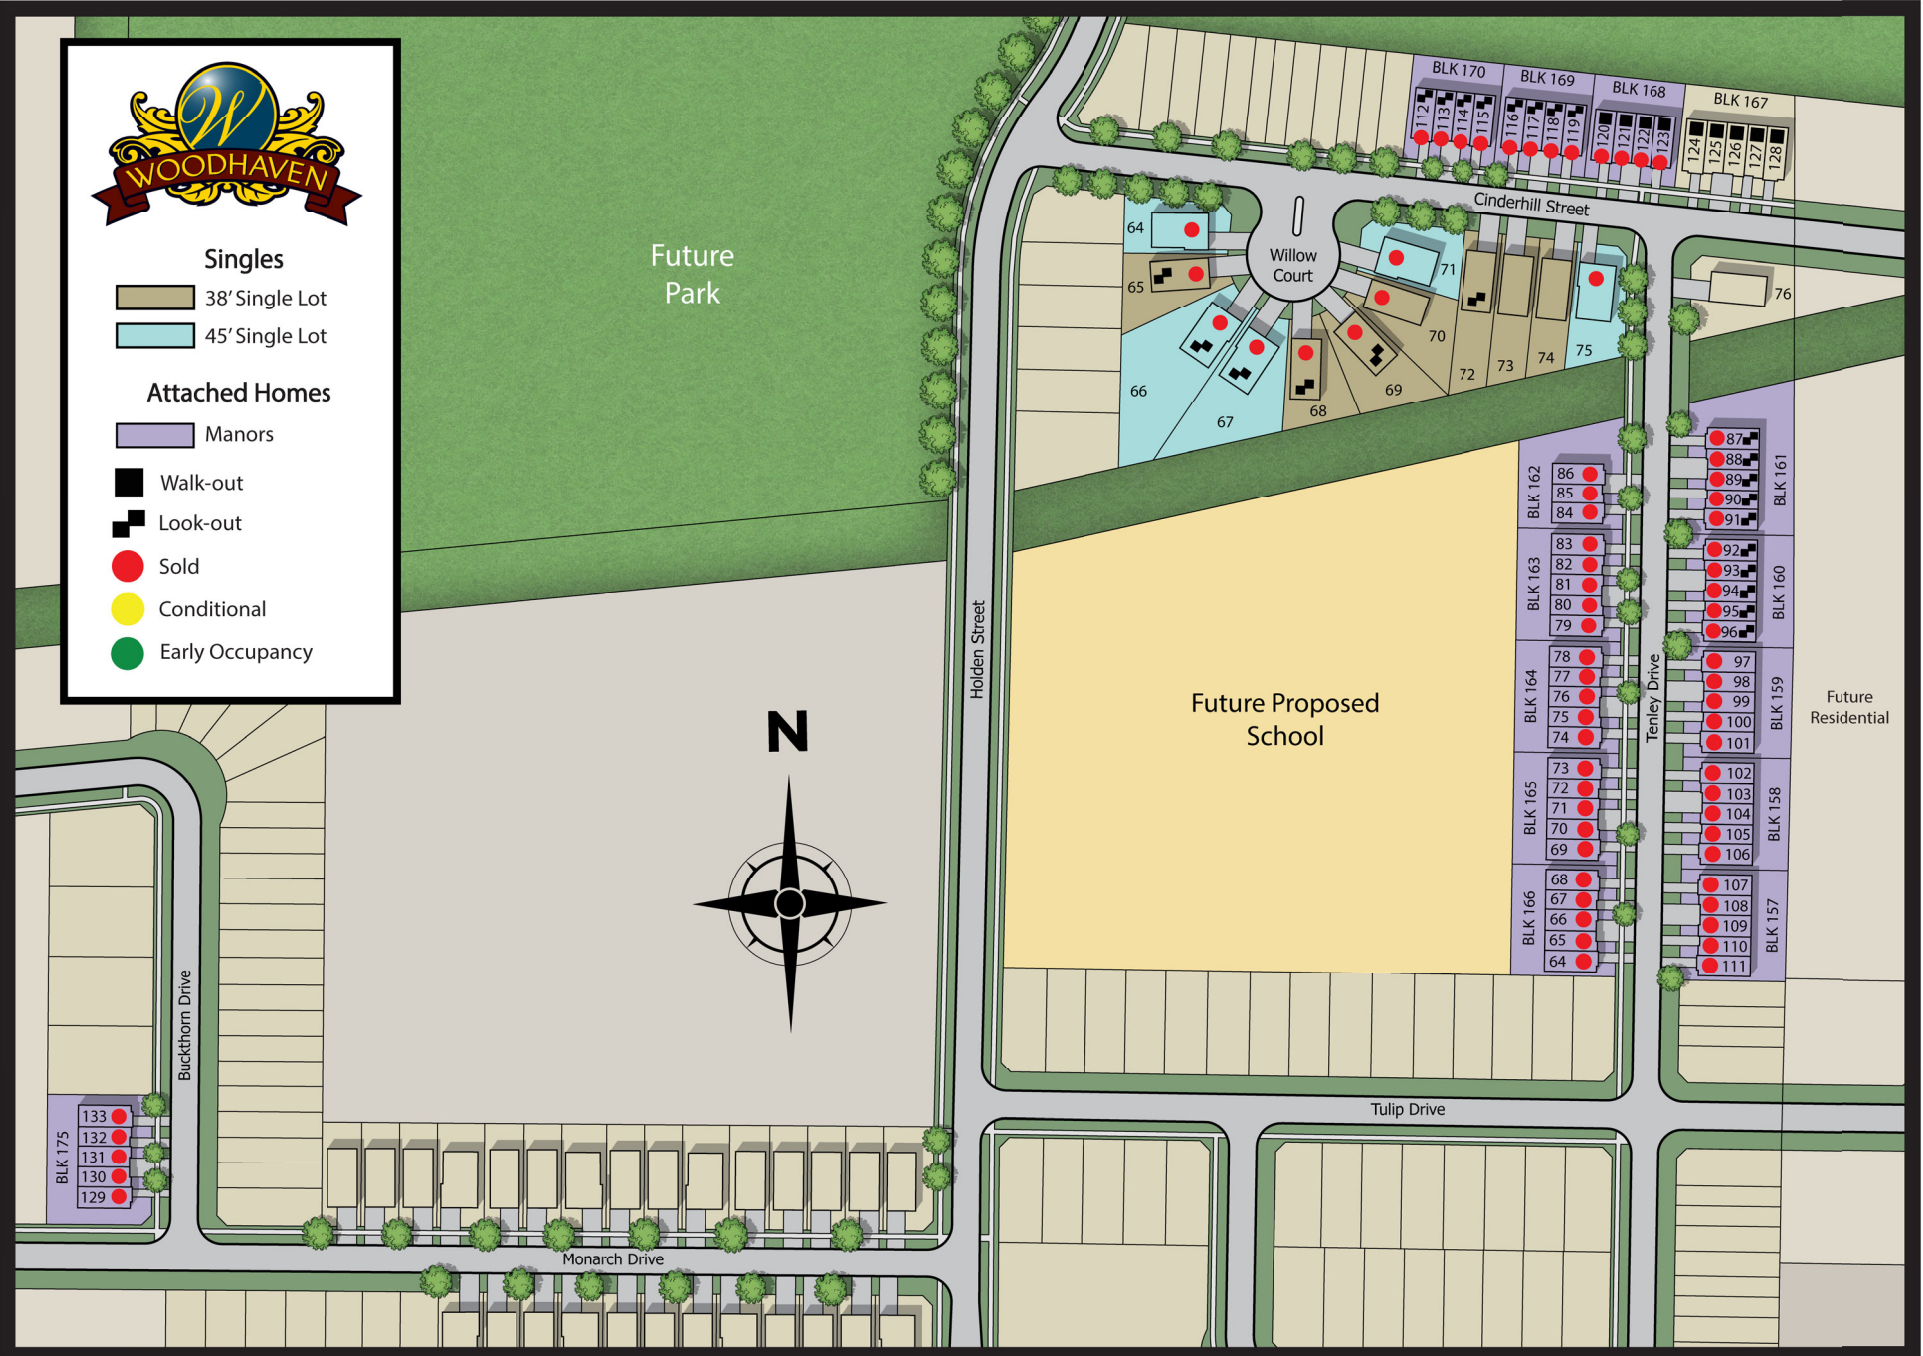 W
WOODHAVEN
Singles
38' Single Lot
45' Single Lot
Attached Homes
Manors
Walk-out
Look-out
Sold
Conditional
Early Occupancy
Future
Park
BLK 170
BLK 169
BLK 168
BLK 167
112
113
114
115
116
117
118
119
120
121
122
123
124
125
126
127
128
Cinderhill Street
Willow
Court
64
65
66
67
68
69
70
71
72
73
74
75
76
Holden Street
Future Proposed
School
BLK 162
86
85
84
BLK 163
83
82
81
80
79
BLK 164
78
77
76
75
74
BLK 165
73
72
71
70
69
BLK 166
68
67
66
65
64
Tenley Drive
87
88
89
90
91
BLK 161
92
93
94
95
96
BLK 160
97
98
99
100
101
BLK 159
102
103
104
105
106
BLK 158
107
108
109
110
111
BLK 157
Future
Residential
N
Buckthorn Drive
BLK 175
133
132
131
130
129
Tulip Drive
Monarch Drive